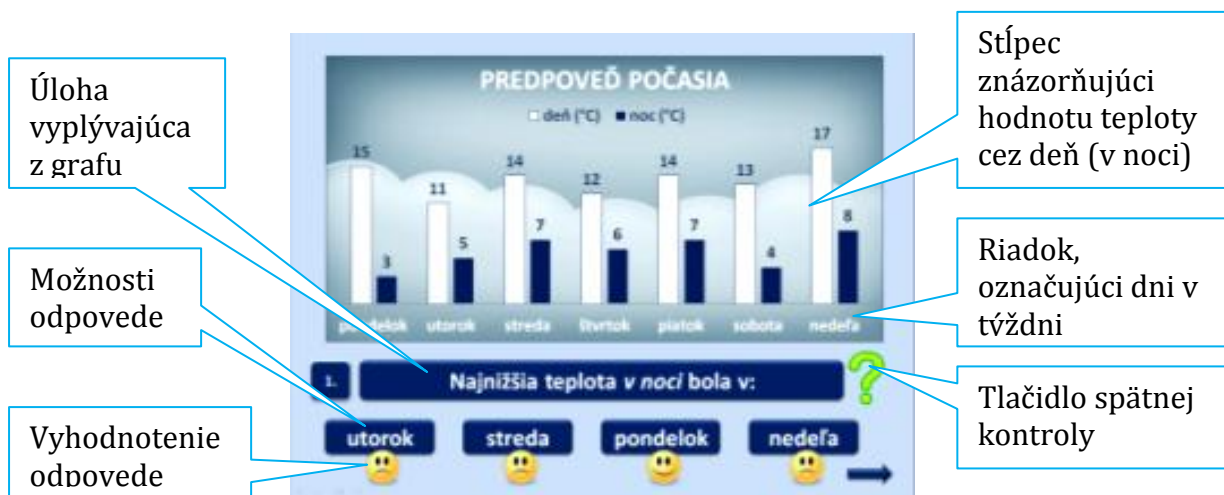 Úloha
vyplývajúca
z grafu
Možnosti
odpovede
Vyhodnotenie
odpovede
PREDPOVEĎ POČASIA
deň (°C) noc (°C)
15 3 11 5 14 7 12 6 14 7 13 4 17 8
pondelok utorok streda štvrtok piatok sobota nedeľa
1. Najnižšia teplota v noci bola v:
utorok streda pondelok nedeľa
Stĺpec
znázorňujúci
hodnotu teploty
cez deň (v noci)
Riadok,
označujúci dni v
týždni
Tlačidlo spätnej
kontroly